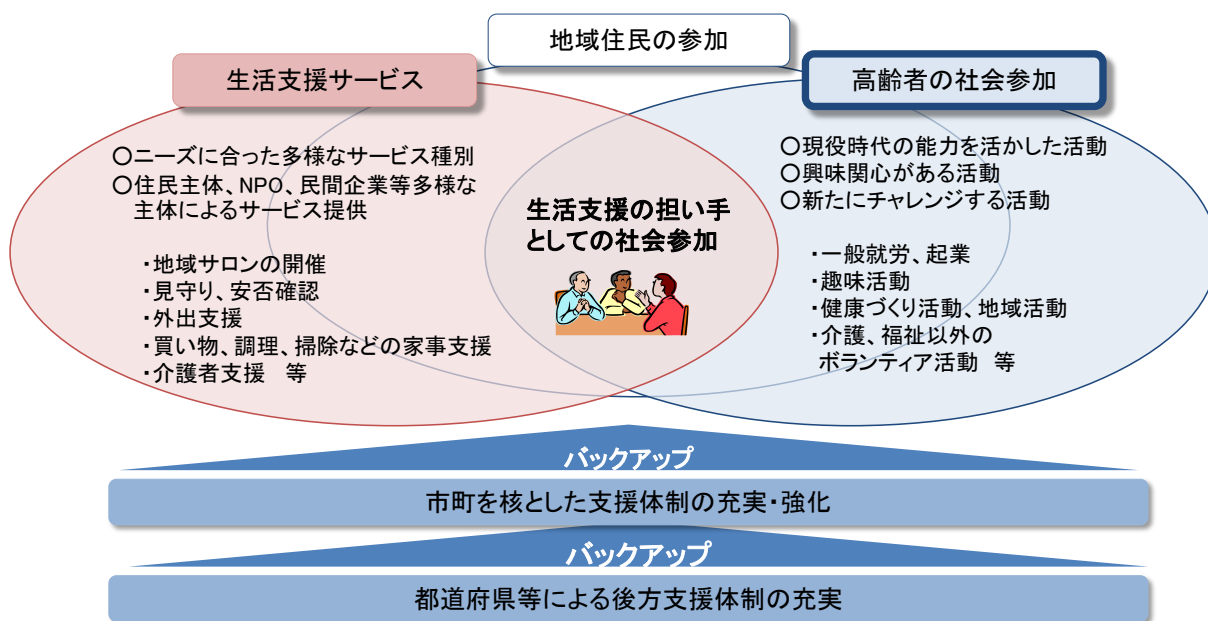 地域住民の参加
生活支援サービス
高齢者の社会参加
○ニーズに合った多様なサービス種別
○住民主体、NPO、民間企業等多様な
主体によるサービス提供
・地域サロンの開催
・見守り、安否確認
・外出支援
・買い物、調理、掃除などの家事支援
・介護者支援　等
生活支援の担い手
としての社会参加
○現役時代の能力を活かした活動
○興味関心がある活動
○新たにチャレンジする活動
・一般就労、起業
・趣味活動
・健康づくり活動、地域活動
・介護、福祉以外の
ボランティア活動　等
バックアップ
市町を核とした支援体制の充実・強化
バックアップ
都道府県等による後方支援体制の充実